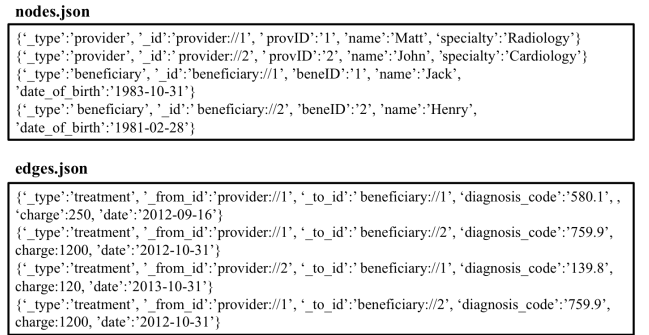 nodes.json
{‘_type’:’provider’, ’_id’:’provider://1’, ’ provID’:’1’, ’name’:’Matt’, ‘specialty’:’Radiology’}
{‘_type’:’provider’, ’_id’:’ provider://2’, ’ provID’:’2’, ’name’:’John’, ‘specialty’:’Cardiology’}
{‘_type’:’beneficiary’, ’_id’:’beneficiary://1’, ’beneID’:’1’, ’name’:’Jack’,
’date_of_birth’:’1983-10-31’}
{‘_type’:’ beneficiary’, ’_id’:’ beneficiary://2’, ’beneID’:’2’, ’name’:’Henry’,
’date_of_birth’:’1981-02-28’}
edges.json
{‘_type’:’treatment’, ’_from_id’:’provider://1’, ’_to_id’:’ beneficiary://1’, ‘diagnosis_code’:’580.1’, ,
‘charge’:250, ’date’:’2012-09-16’}
{‘_type’:’treatment’, ’_from_id’:’provider://1’, ’_to_id’:’ beneficiary://2’, ‘diagnosis_code’:’759.9’,
charge:1200, ’date’:’2012-10-31’}
{‘_type’:’treatment’, ’_from_id’:’provider://2’, ’_to_id’:’ beneficiary://1’, ‘diagnosis_code’:’139.8’,
charge:120, ’date’:’2013-10-31’}
{‘_type’:’treatment’, ’_from_id’:’provider://1’, ’_to_id’:’beneficiary://2’, ‘diagnosis_code’:’759.9’,
charge:1200, ’date’:’2012-10-31’}